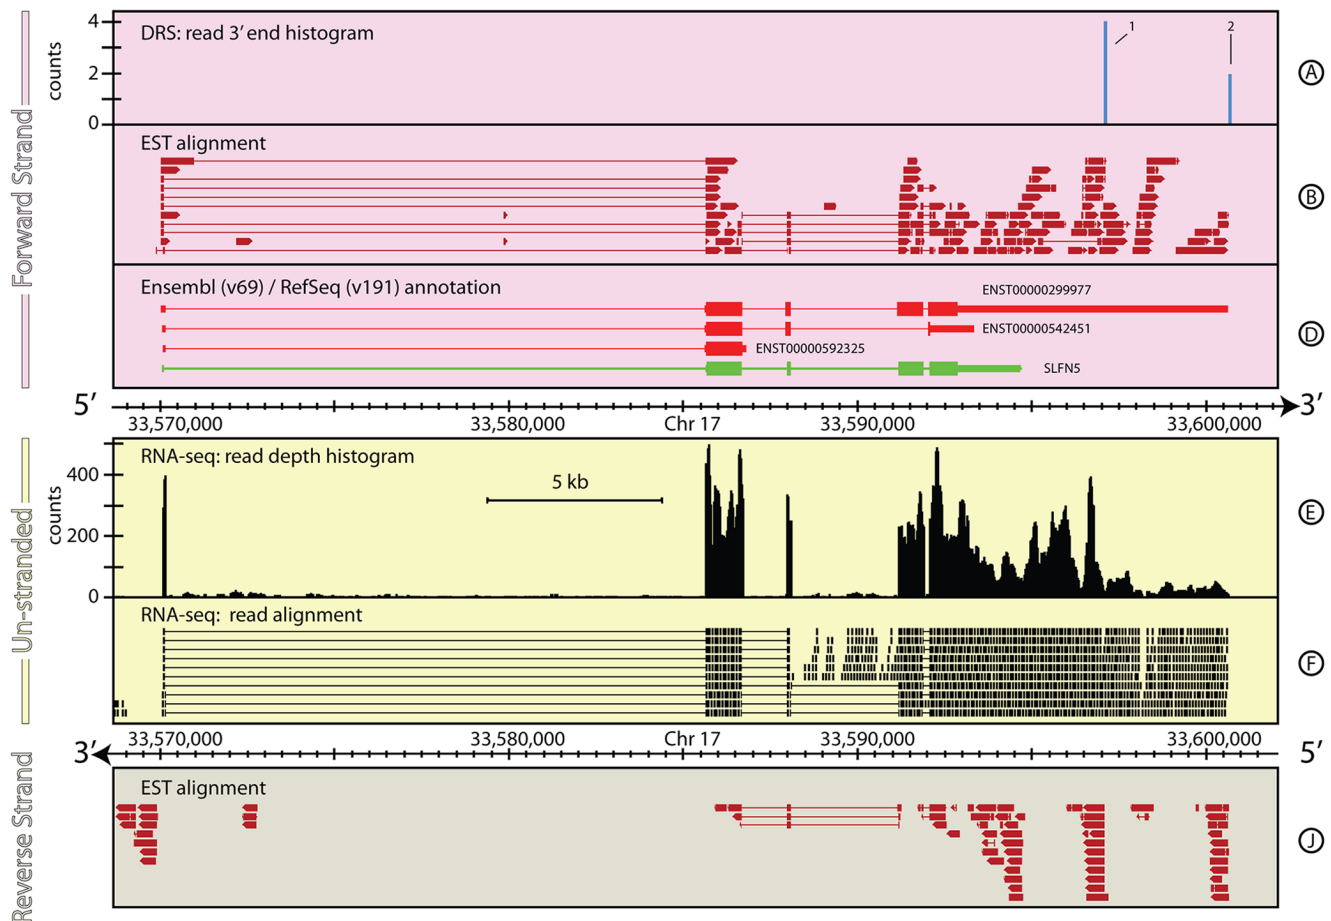 Forward Strand
counts
4
2
0
DRS: read 3′ end histogram
1
2
A
EST alignment
B
Ensembl (v69) / RefSeq (v191) annotation
ENST00000299977
ENST00000542451
ENST00000592325
SLFN5
D
5′
3′
33,570,000
33,580,000
Chr 17
33,590,000
33,600,000
Un-stranded
counts
400
200
0
RNA-seq: read depth histogram
5 kb
E
RNA-seq: read alignment
F
33,570,000
33,580,000
Chr 17
33,590,000
33,600,000
3′
5′
Reverse Strand
EST alignment
J